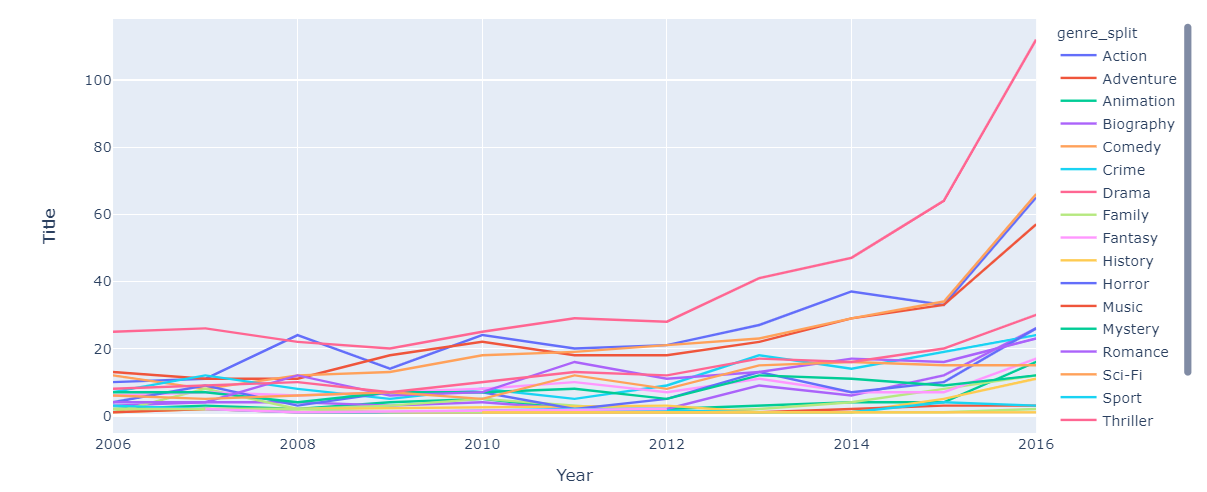 genre_split
Action
Adventure
Animation
Biography
Comedy
Crime
Drama
Family
Fantasy
History
Horror
Music
Mystery
Romance
Sci-Fi
Sport
Thriller
Title
100
80
60
40
20
0
2006 2008 2010 2012 2014 2016
Year